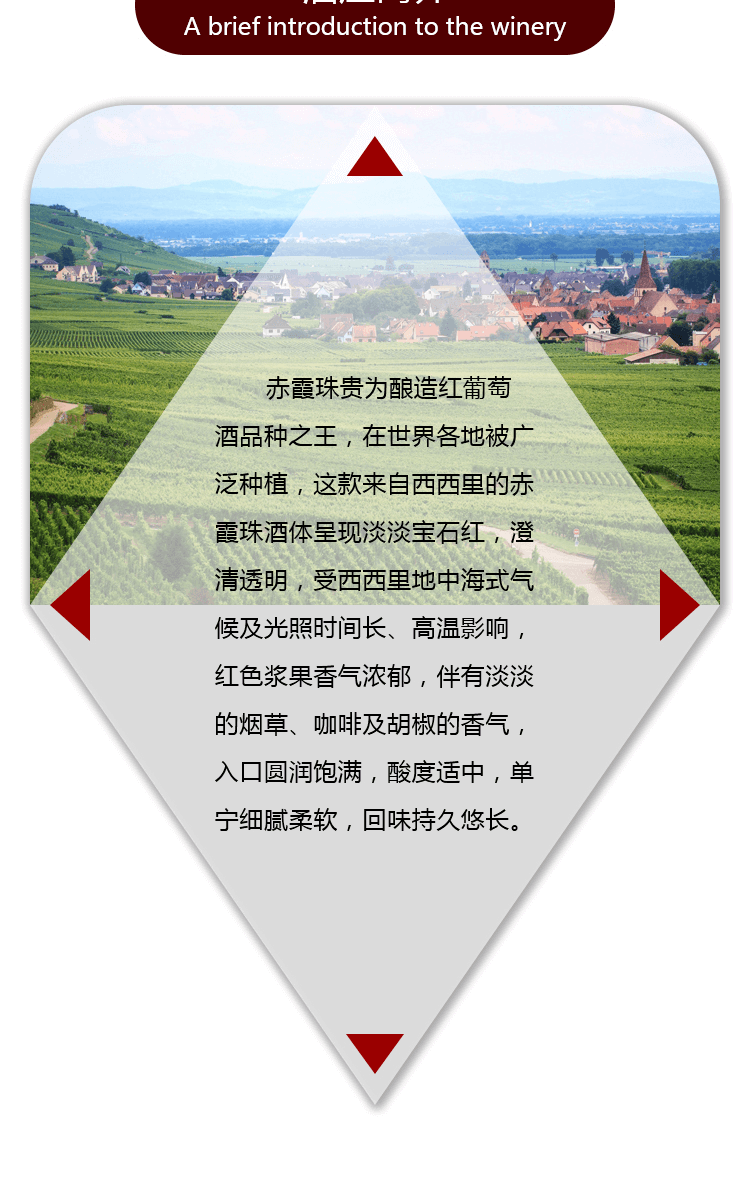 A brief introduction to the winery
赤霞珠贵为酿造红葡萄
酒品种之王，在世界各地被广
泛种植，这款来自西西里的赤
霞珠酒体呈现淡淡宝石红，澄
清透明，受西西里地中海式气
候及光照时间长、高温影响，
红色浆果香气浓郁，伴有淡淡
的烟草、咖啡及胡椒的香气，
入口圆润饱满，酸度适中，单
宁细腻柔软，回味持久悠长。